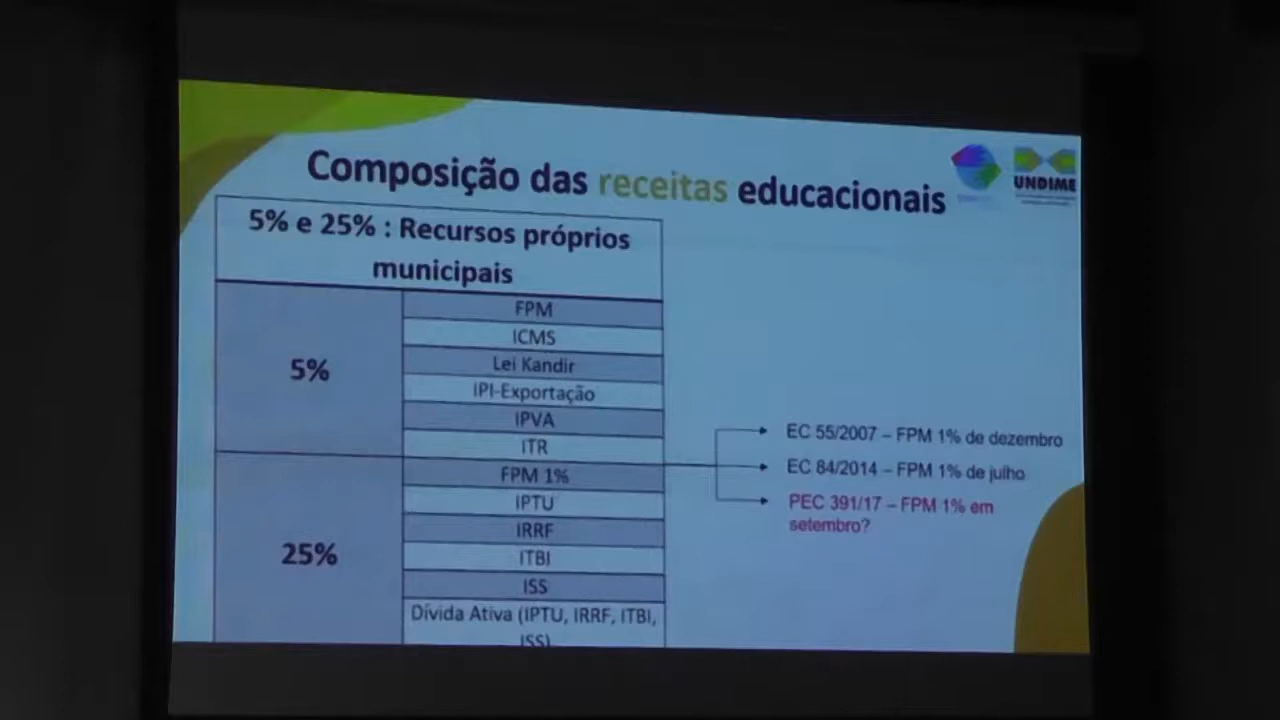 Composição das receitas educacionais
UNDIME
5% e 25% : Recursos próprios
municipais
5%
FPM
ICMS
Lei Kandir
IPI-Exportação
IPVA
ITR
25%
FPM 1%
IPTU
IRRF
ITBI
ISS
Dívida Ativa (IPTU, IRRF, ITBI,
ISS)
EC 55/2007 – FPM 1% de dezembro
EC 84/2014 – FPM 1% de julho
PEC 391/17 – FPM 1% em
setembro?